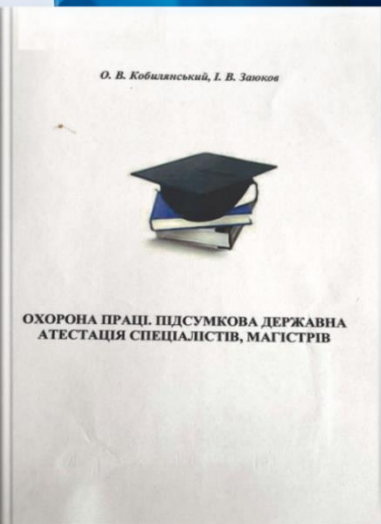 О. В. Кобилянський, І. В. Заюков
ОХОРОНА ПРАЦІ. ПІДСУМКОВА ДЕРЖАВНА
АТЕСТАЦІЯ СПЕЦІАЛІСТІВ, МАГІСТРІВ